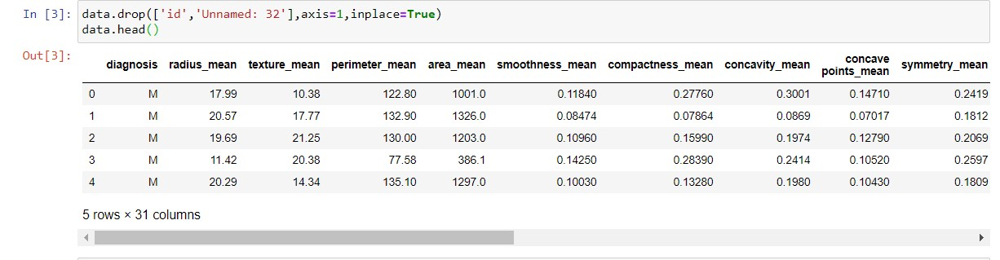 In [3]: data.drop(['id','Unnamed: 32'],axis=1,inplace=True)
data.head()
Out[3]:
diagnosis radius_mean texture_mean perimeter_mean area_mean smoothness_mean compactness_mean concavity_mean concave points_mean symmetry_mean
0 M 17.99 10.38 122.80 1001.0 0.11840 0.27760 0.3001 0.14710 0.2419
1 M 20.57 17.77 132.90 1326.0 0.08474 0.07864 0.0869 0.07017 0.1812
2 M 19.69 21.25 130.00 1203.0 0.10960 0.15990 0.1974 0.12790 0.2069
3 M 11.42 20.38 77.58 386.1 0.14250 0.28390 0.2414 0.10520 0.2597
4 M 20.29 14.34 135.10 1297.0 0.10030 0.13280 0.1980 0.10430 0.1809
5 rows × 31 columns